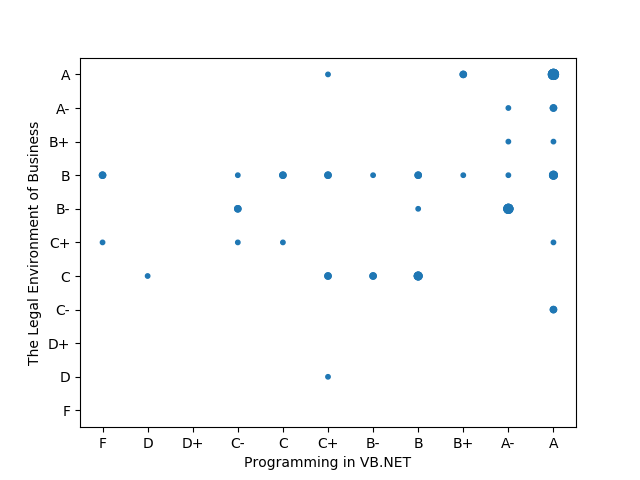 The Legal Environment of Business
A
A-
B+
B
B-
C+
C
C-
D+
D
F
F D D+ C- C C+ B- B B+ A- A
Programming in VB.NET